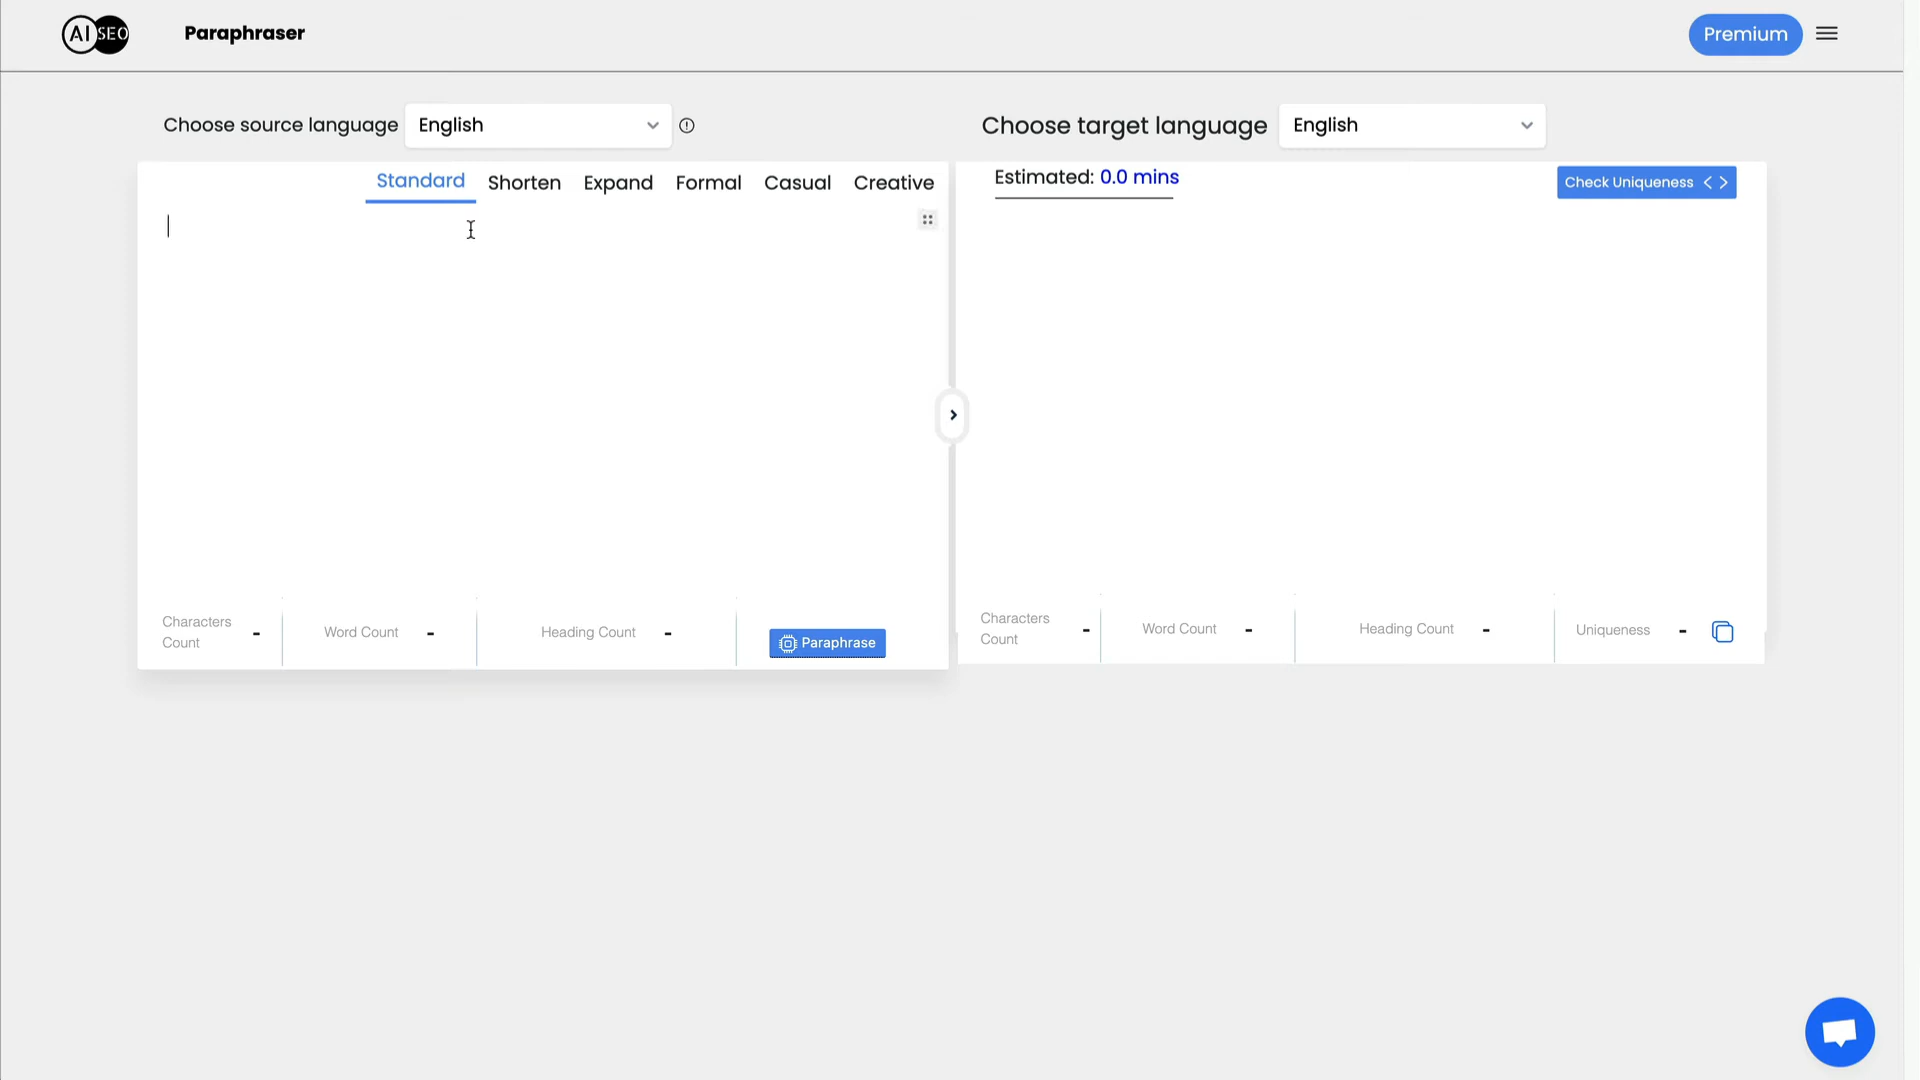 AI SEO
Paraphraser
Premium
Choose source language
English
Choose target language
English
Standard
Shorten
Expand
Formal
Casual
Creative
Estimated: 0.0 mins
Check Uniqueness < >
Characters
Count
-
Word Count
-
Heading Count
-
Paraphrase
Characters
Count
-
Word Count
-
Heading Count
-
Uniqueness
-